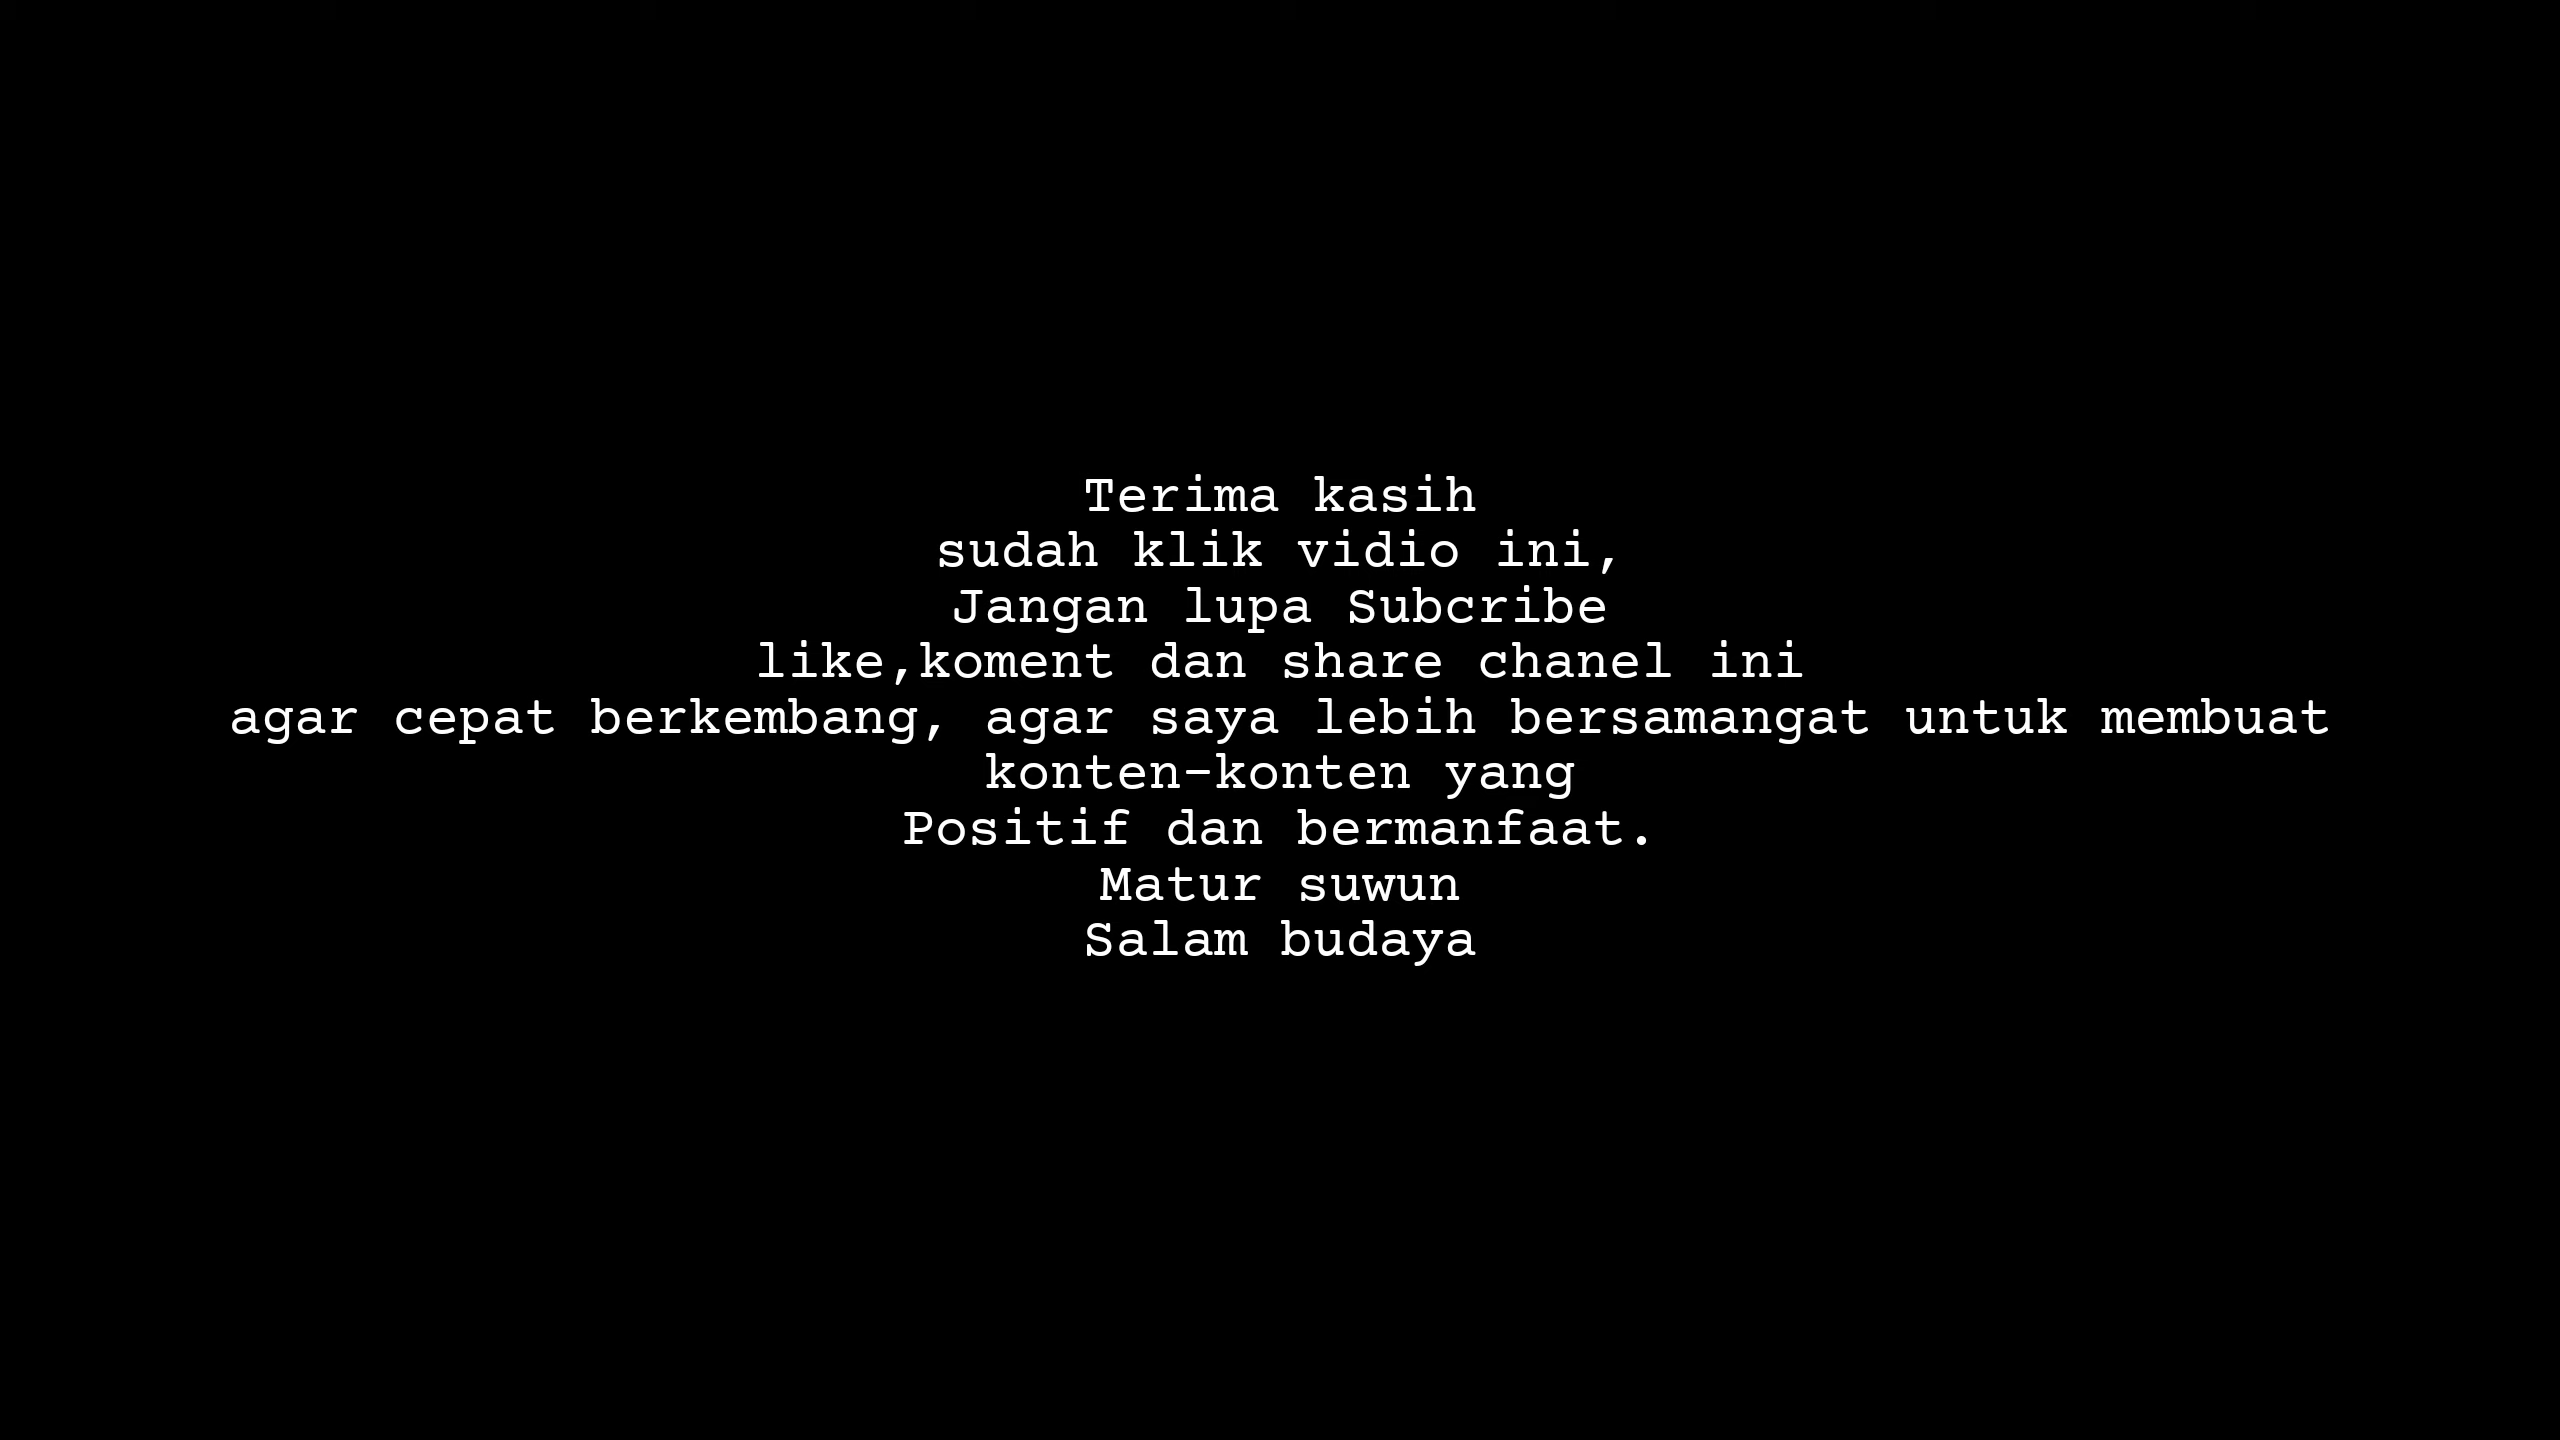 Terima kasih
sudah klik vidio ini,
Jangan lupa Subcribe
like,koment dan share chanel ini
agar cepat berkembang, agar saya lebih bersamangat untuk membuat
konten-konten yang
Positif dan bermanfaat.
Matur suwun
Salam budaya